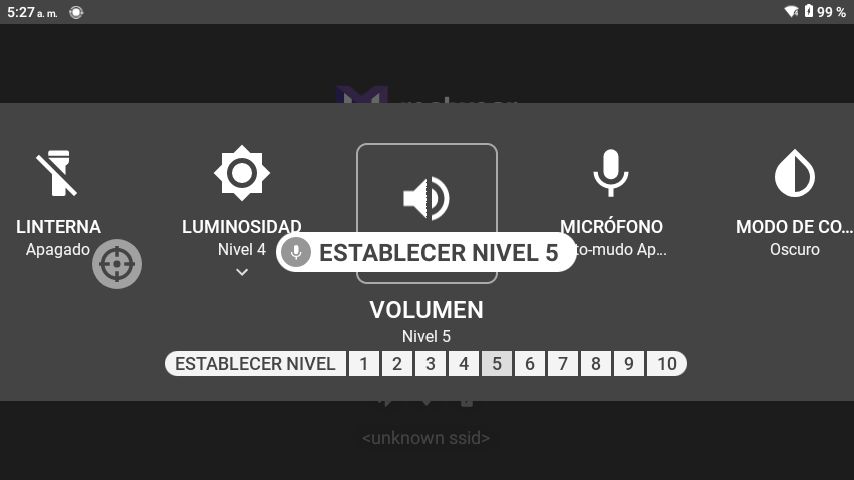 5:27 a. m.
99 %
LINTERNA
Apagado
LUMINOSIDAD
Nivel 4
ESTABLECER NIVEL 5
MICRÓFONO
to-mudo Ap...
MODO DE CO...
Oscuro
VOLUMEN
Nivel 5
ESTABLECER NIVEL 1 2 3 4 5 6 7 8 9 10
<unknown ssid>